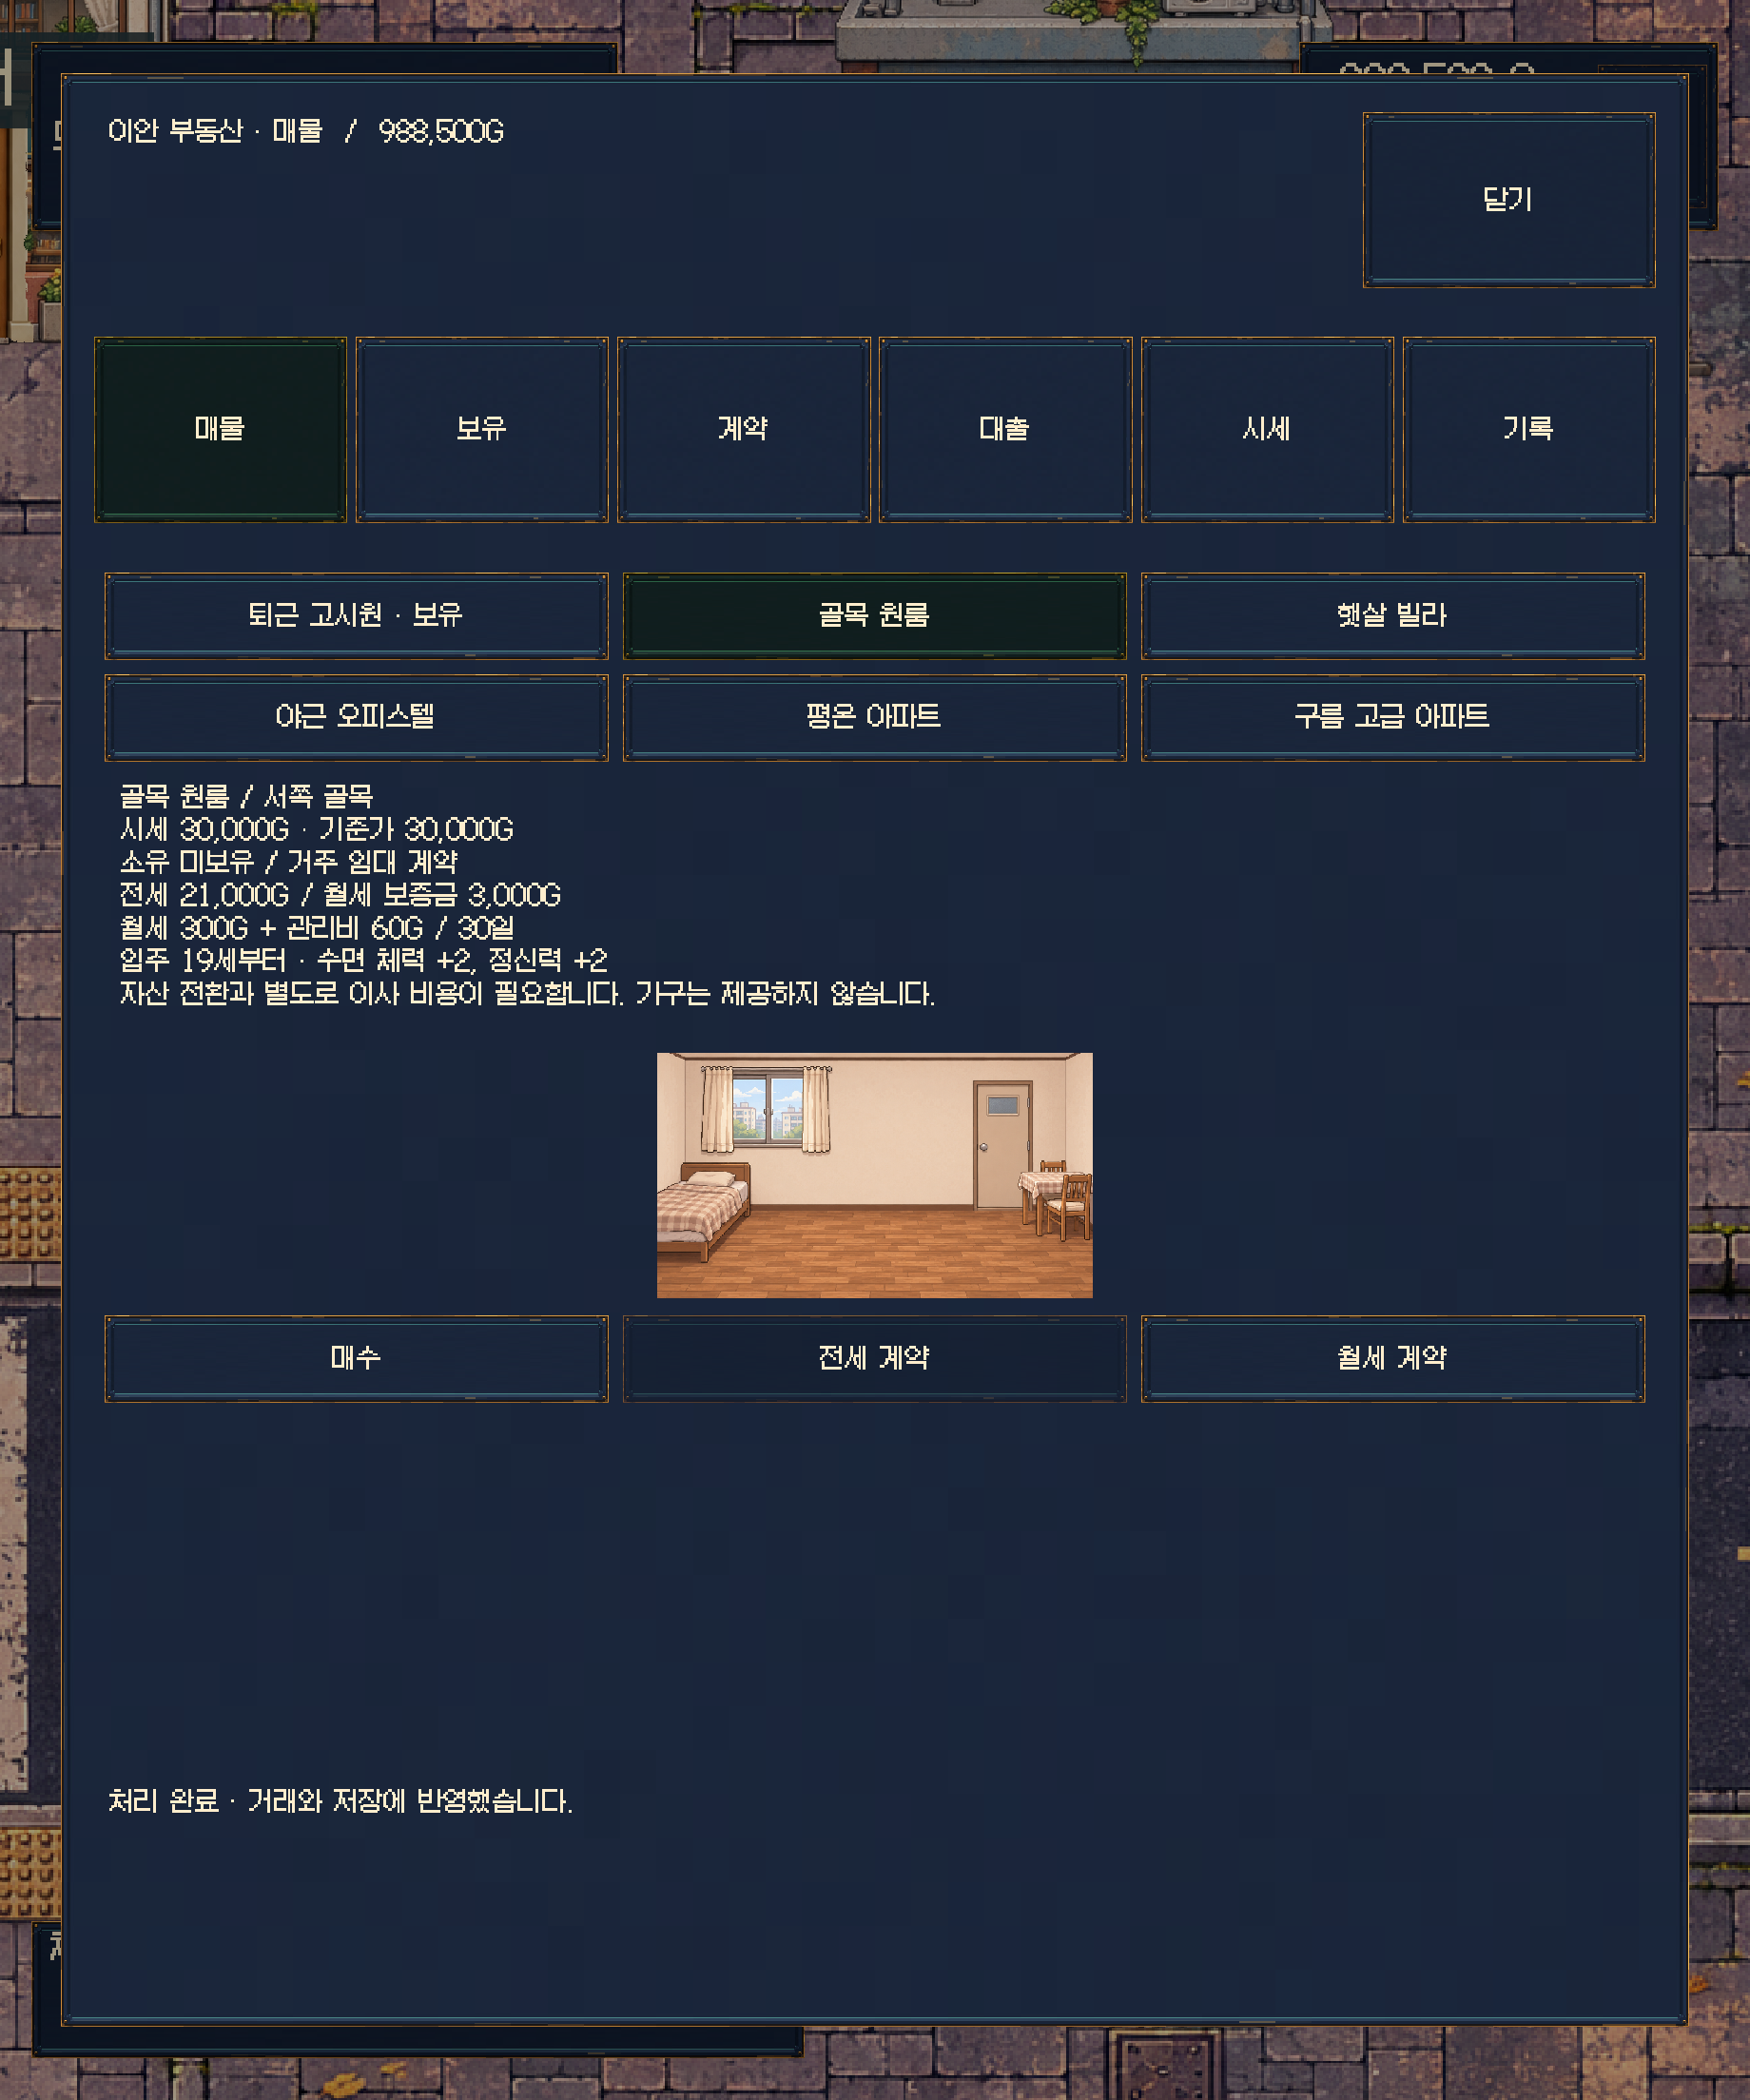 이안 부동산 · 매물 / 988,500G
닫기
매물
보유
계약
대출
시세
기록
퇴근 고시원 · 보유
골목 원룸
햇살 빌라
야근 오피스텔
평온 아파트
구름 고급 아파트
골목 원룸 / 서쪽 골목
시세 30,000G · 기준가 30,000G
소유 미보유 / 거주 임대 계약
전세 21,000G / 월세 보증금 3,000G
월세 300G + 관리비 60G / 30일
입주 19세부터 · 수면 체력 +2, 정신력 +2
자산 전환과 별도로 이사 비용이 필요합니다. 가구는 제공하지 않습니다.
매수
전세 계약
월세 계약
처리 완료 · 거래와 저장에 반영했습니다.